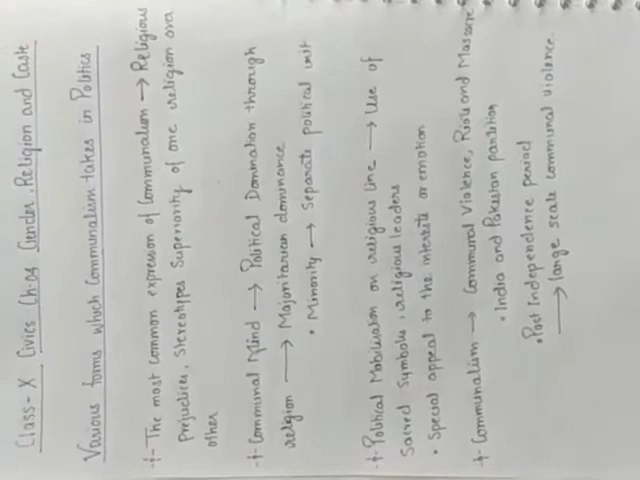 Class-X Civics Ch:04 Gender, Religion and Caste
Various forms which Communalism takes in Politics
The most common expression of Communalism → Religious
Prejudices, Stereotypes Superiority of one religion over
other
Communal Mind → Political Domination through
religion → Majoritarian dominance
• Minority → Separate political unit
Political Mobilisation on religious line → Use of
Sacred Symbols, religious leaders
• Special appeal to the interests or emotion
Communalism → Communal Violence, Riots and Massacre
• India and Pakistan partition
• Post Independence period
→ large scale communal violence.